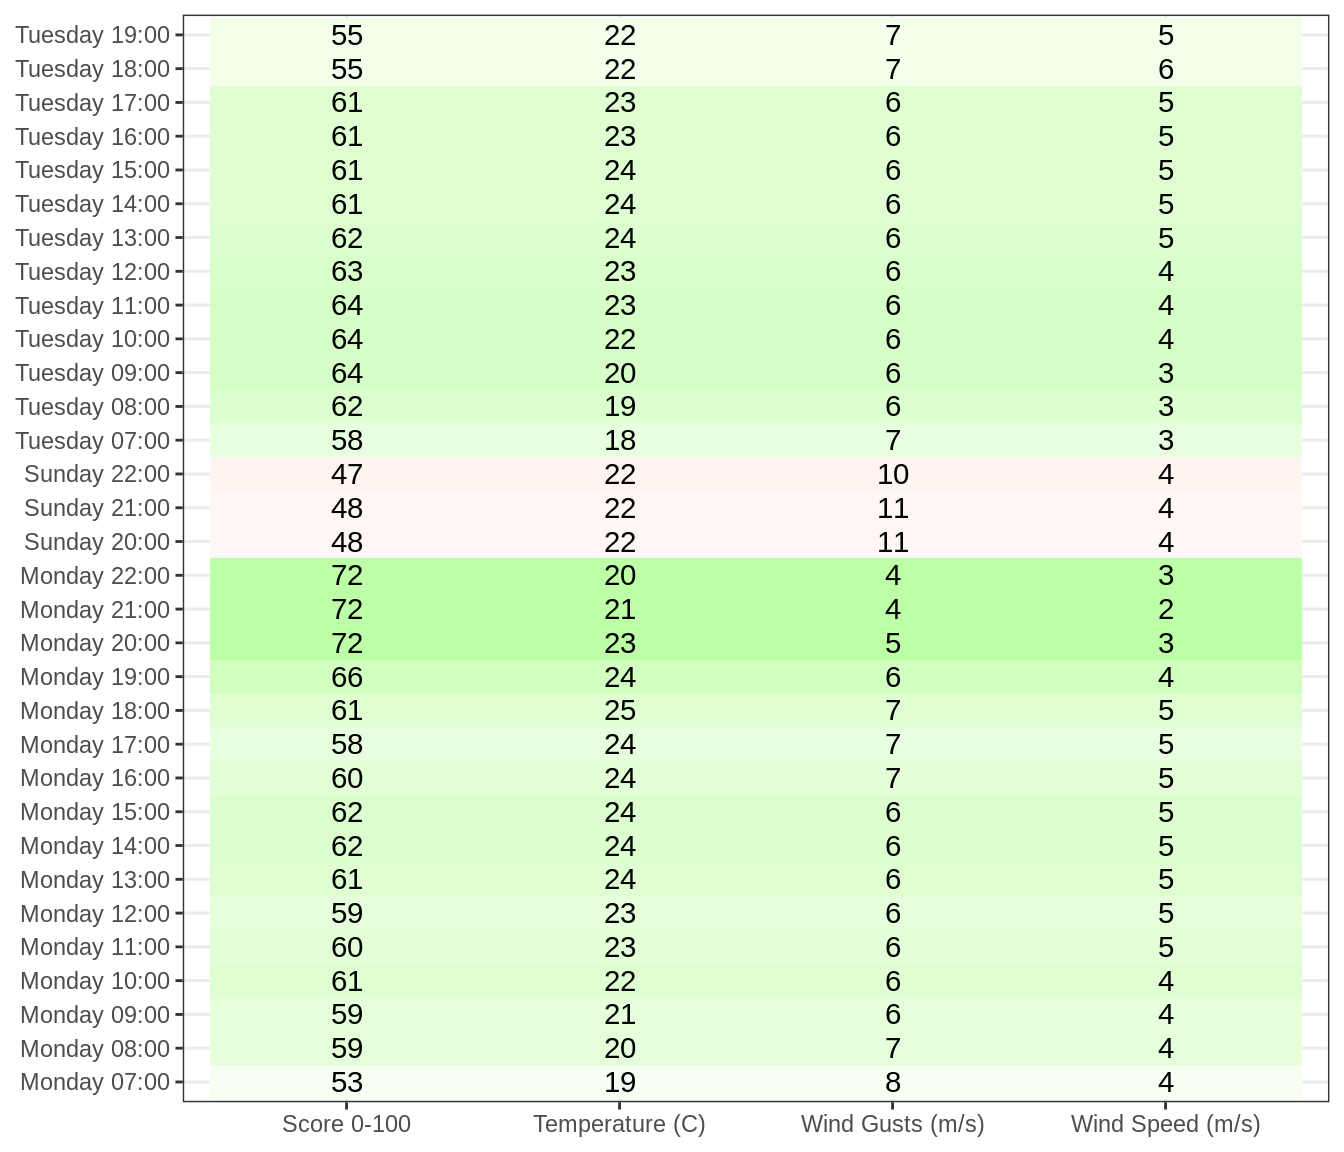 Tuesday 19:00 55 22 7 5
Tuesday 18:00 55 22 7 6
Tuesday 17:00 61 23 6 5
Tuesday 16:00 61 23 6 5
Tuesday 15:00 61 24 6 5
Tuesday 14:00 61 24 6 5
Tuesday 13:00 62 24 6 5
Tuesday 12:00 63 23 6 4
Tuesday 11:00 64 23 6 4
Tuesday 10:00 64 22 6 4
Tuesday 09:00 64 20 6 3
Tuesday 08:00 62 19 6 3
Tuesday 07:00 58 18 7 3
Sunday 22:00 47 22 10 4
Sunday 21:00 48 22 11 4
Sunday 20:00 48 22 11 4
Monday 22:00 72 20 4 3
Monday 21:00 72 21 4 2
Monday 20:00 72 23 5 3
Monday 19:00 66 24 6 4
Monday 18:00 61 25 7 5
Monday 17:00 58 24 7 5
Monday 16:00 60 24 7 5
Monday 15:00 62 24 6 5
Monday 14:00 62 24 6 5
Monday 13:00 61 24 6 5
Monday 12:00 59 23 6 5
Monday 11:00 60 23 6 5
Monday 10:00 61 22 6 4
Monday 09:00 59 21 6 4
Monday 08:00 59 20 7 4
Monday 07:00 53 19 8 4
Score 0-100 Temperature (C) Wind Gusts (m/s) Wind Speed (m/s)